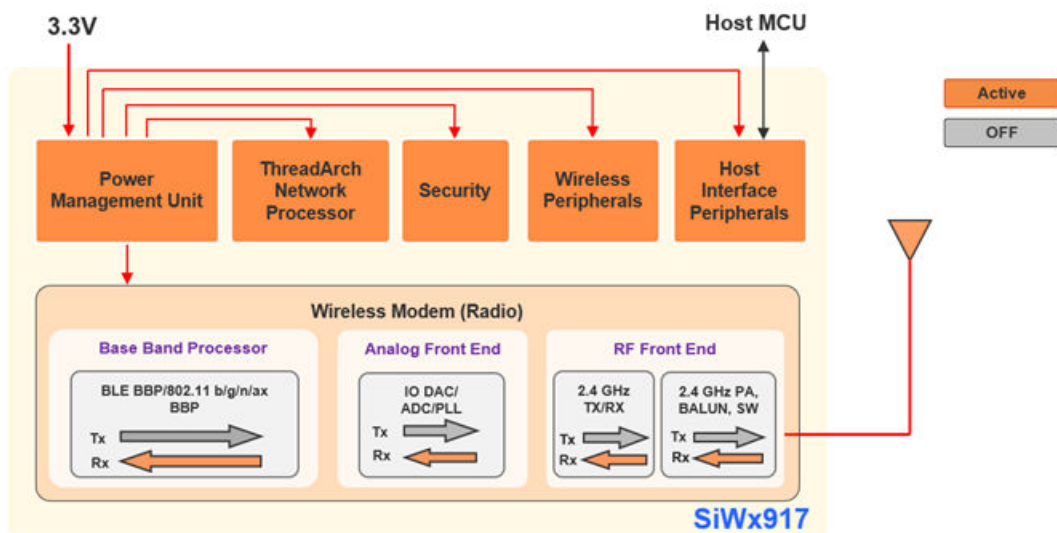 3.3V
Host MCU
Active
OFF
Power
Management Unit
ThreadArch
Network
Processor
Security
Wireless
Peripherals
Host
Interface
Peripherals
Wireless Modem (Radio)
Base Band Processor
BLE BBP/802.11 b/g/n/ax
BBP
Tx
Rx
Analog Front End
IO DAC/
ADC/PLL
Tx
Rx
RF Front End
2.4 GHz
TX/RX
Tx
Rx
2.4 GHz PA,
BALUN, SW
Tx
Rx
SiWx917